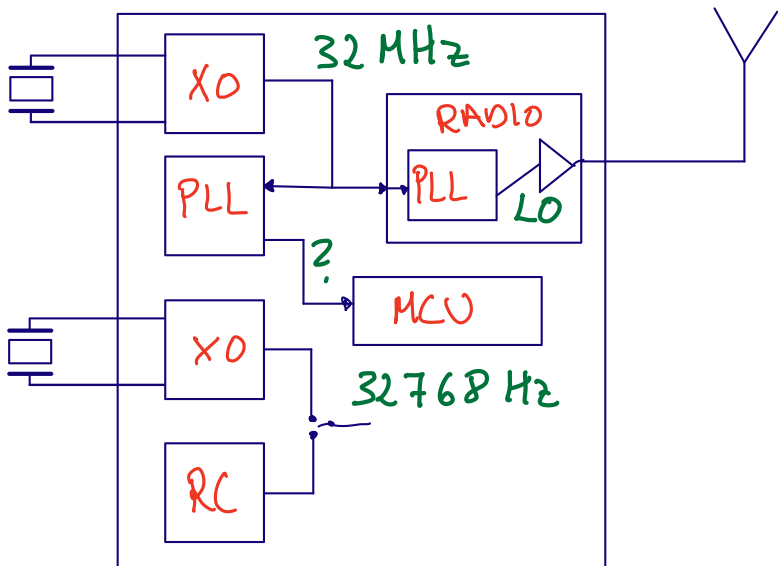 XO
32 MHz
RADIO
PLL
PLL
LO
?
MCU
XO
32768 Hz
RC